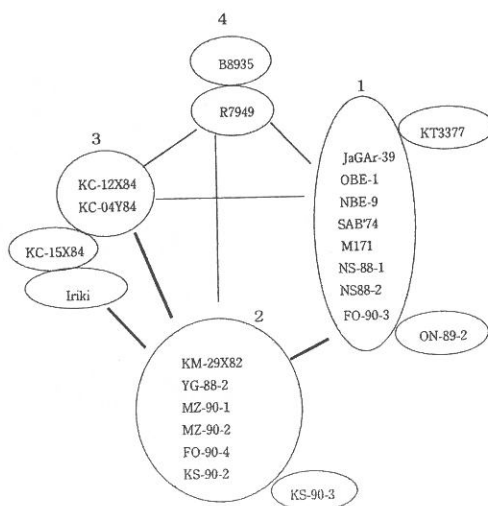 4
B8935
R7949
1
KT3377
JaGAr-39
OBE-1
NBE-9
SAB'74
M171
NS-88-1
NS88-2
FO-90-3
ON-89-2
3
KC-12X84
KC-04Y84
KC-15X84
Iriki
2
KM-29X82
YG-88-2
MZ-90-1
MZ-90-2
FO-90-4
KS-90-2
KS-90-3